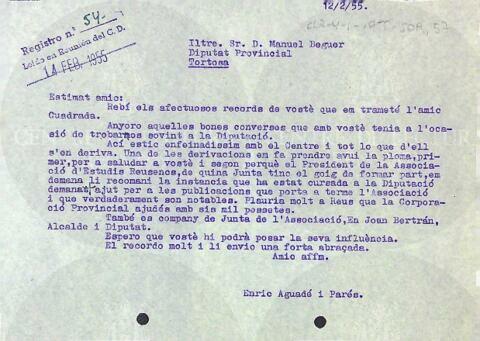 12/2/55.
Registro nº 54-
Leído en Reunión del C.D.
14 FEB. 1955
Iltre. Sr. D. Manuel Beguer
Diputat Provincial
Tortosa
Estimat amic:
Rebí els afectuosos records de vostè que em trameté l'amic
Cuadrada.
Anyoro aquelles bones converses que amb vostè tenia a l'oca-
sió de trobarnos sovint a la Diputació.
Ací estic enfeinadíssim amb el Centre i tot lo que d'ell
s'en deriva. Una de les derivacions em fa prendre avui la ploma, pri-
mer, per a saludar a vostè i segon perquè el President de la Associa-
ció d'Estudis Reusencs, de quina Junta tinc el goig de formar part, em
demana li recomani la instancia que ha estat cursada a la Diputació
demanat ajut per a les publicacions que porta a terme l'Associació
i que verdaderament son notables. Plauria molt a Reus que la Corpora-
ció Provincial ajudés amb sis mil pessetes.
També es company de Junta de l'Associació, En Joan Bertrán,
Alcalde i Diputat.
Espero que vostè hi podrà posar la seva influència.
El recordo molt i li envio una forta abraçada.
Amic affm.
Enric Aguadé i Parés.